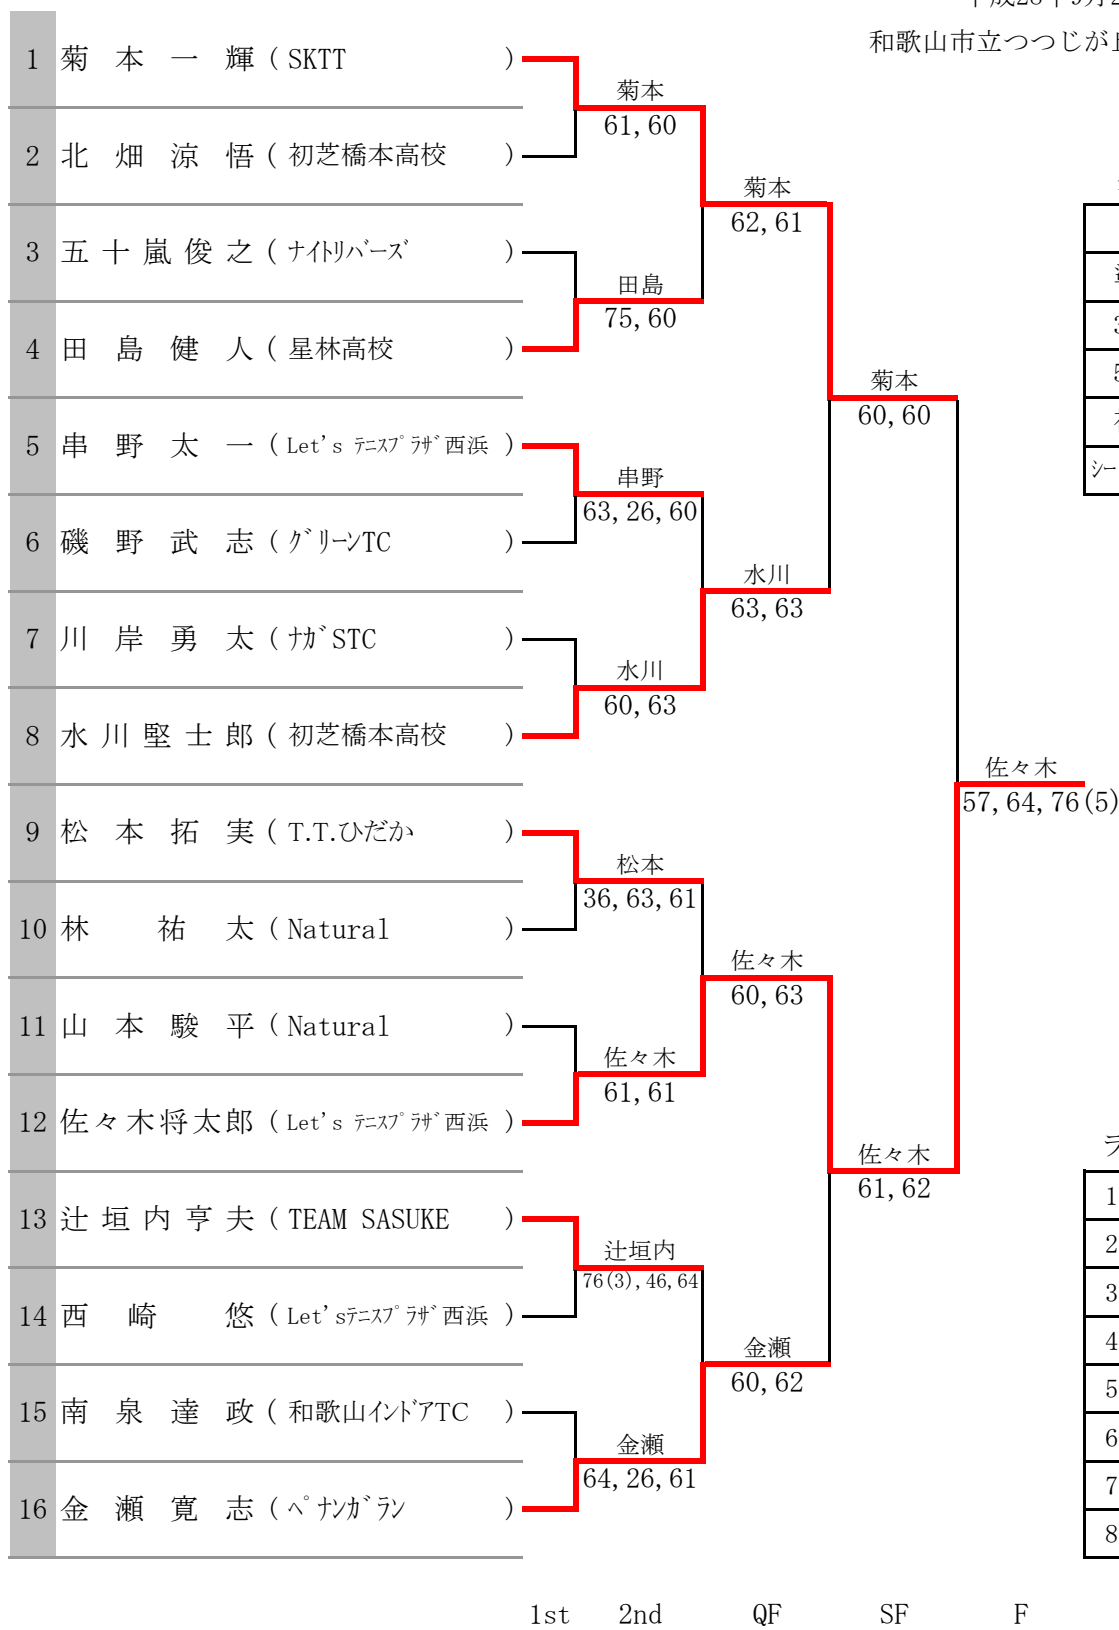 和歌山市立つつじが
1 菊本一輝 ( SKTT )
菊本
61,60
2 北畑涼悟 ( 初芝橋本高校 )
菊本
62,61
3 五十嵐俊之 ( ナイトリバーズ )
田島
75,60
4 田島健人 ( 星林高校 )
菊本
60,60
5 串野太一 ( Let's テニスプラザ西浜 )
串野
63,26,60
6 磯野武志 ( グリーンTC )
水川
63,63
7 川岸勇太 ( ナガSTC )
水川
60,63
8 水川堅士郎 ( 初芝橋本高校 )
佐々木
57,64,76(5)
9 松本拓実 ( T.T.ひだか )
松本
36,63,61
10 林祐太 ( Natural )
佐々木
60,63
11 山本駿平 ( Natural )
佐々木
61,61
12 佐々木将太郎 ( Let's テニスプラザ西浜 )
佐々木
61,62
13 辻垣内亨夫 ( TEAM SASUKE )
辻垣内
76(3),46,64
14 西崎悠 ( Let'sテニスプラザ西浜 )
金瀬
60,62
15 南泉達政 ( 和歌山インドアTC )
金瀬
64,26,61
16 金瀬寛志 ( ペナンガラン )
シー
ラ
1
2
3
4
5
6
7
8
1st 2nd QF SF F